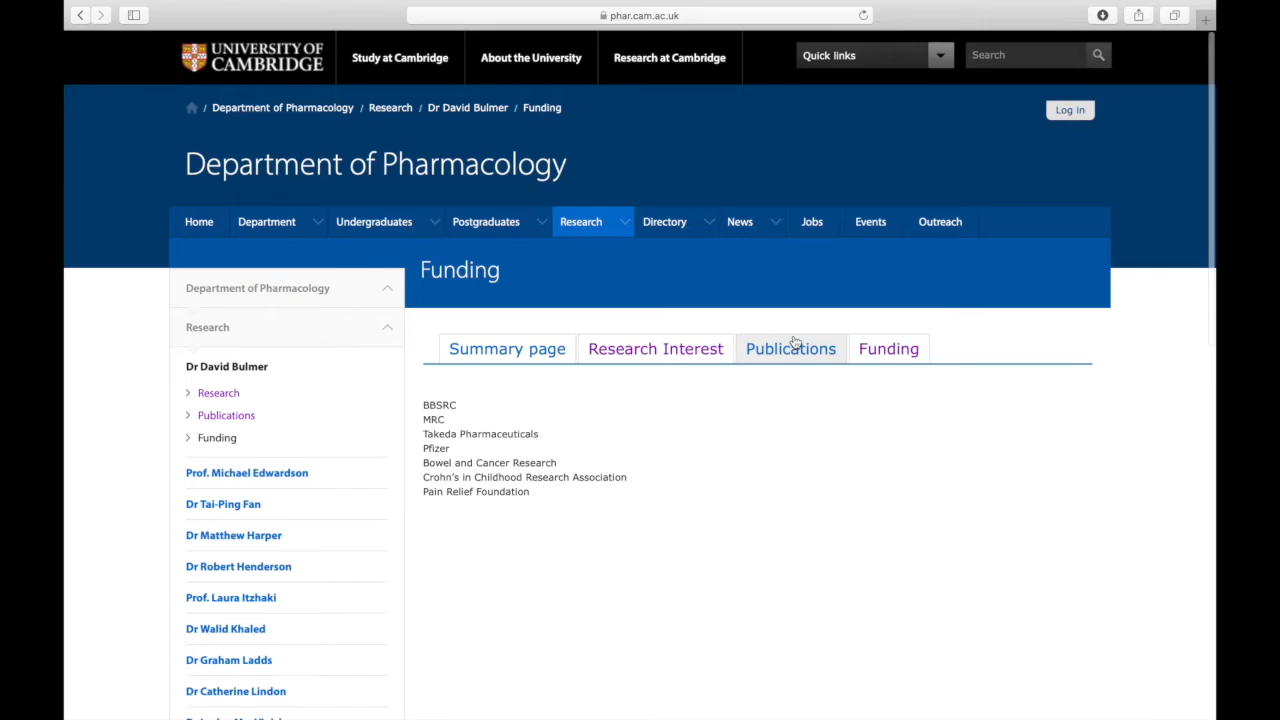 phar.cam.ac.uk
UNIVERSITY OF
CAMBRIDGE
Study at Cambridge
About the University
Research at Cambridge
Quick links
Search
/ Department of Pharmacology / Research / Dr David Bulmer / Funding
Log in
Department of Pharmacology
Home
Department
Undergraduates
Postgraduates
Research
Directory
News
Jobs
Events
Outreach
Funding
Department of Pharmacology
Research
Dr David Bulmer
Research
Publications
Funding
Prof. Michael Edwardson
Dr Tai-Ping Fan
Dr Matthew Harper
Dr Robert Henderson
Prof. Laura Itzhaki
Dr Walid Khaled
Dr Graham Ladds
Dr Catherine Lindon
Summary page
Research Interest
Publications
Funding
BBSRC
MRC
Takeda Pharmaceuticals
Pfizer
Bowel and Cancer Research
Crohn’s in Childhood Research Association
Pain Relief Foundation